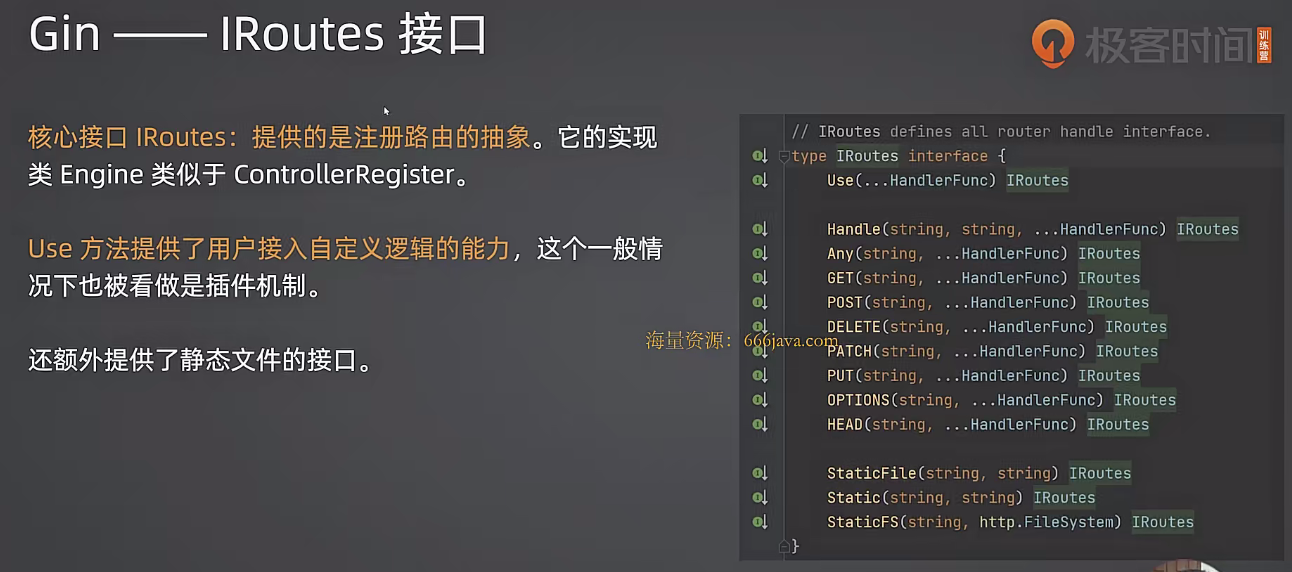 Gin —— IRoutes 接口
极客时间
训练营
核心接口 IRoutes：提供的是注册路由的抽象。它的实现
类 Engine 类似于 ControllerRegister。
Use 方法提供了用户接入自定义逻辑的能力，这个一般情
况下也被看做是插件机制。
还额外提供了静态文件的接口。
海量资源：666java.com
// IRoutes defines all router handle interface.
type IRoutes interface {
Use(...HandlerFunc) IRoutes
Handle(string, string, ...HandlerFunc) IRoutes
Any(string, ...HandlerFunc) IRoutes
GET(string, ...HandlerFunc) IRoutes
POST(string, ...HandlerFunc) IRoutes
DELETE(string, ...HandlerFunc) IRoutes
PATCH(string, ...HandlerFunc) IRoutes
PUT(string, ...HandlerFunc) IRoutes
OPTIONS(string, ...HandlerFunc) IRoutes
HEAD(string, ...HandlerFunc) IRoutes
StaticFile(string, string) IRoutes
Static(string, string) IRoutes
StaticFS(string, http.FileSystem) IRoutes
}